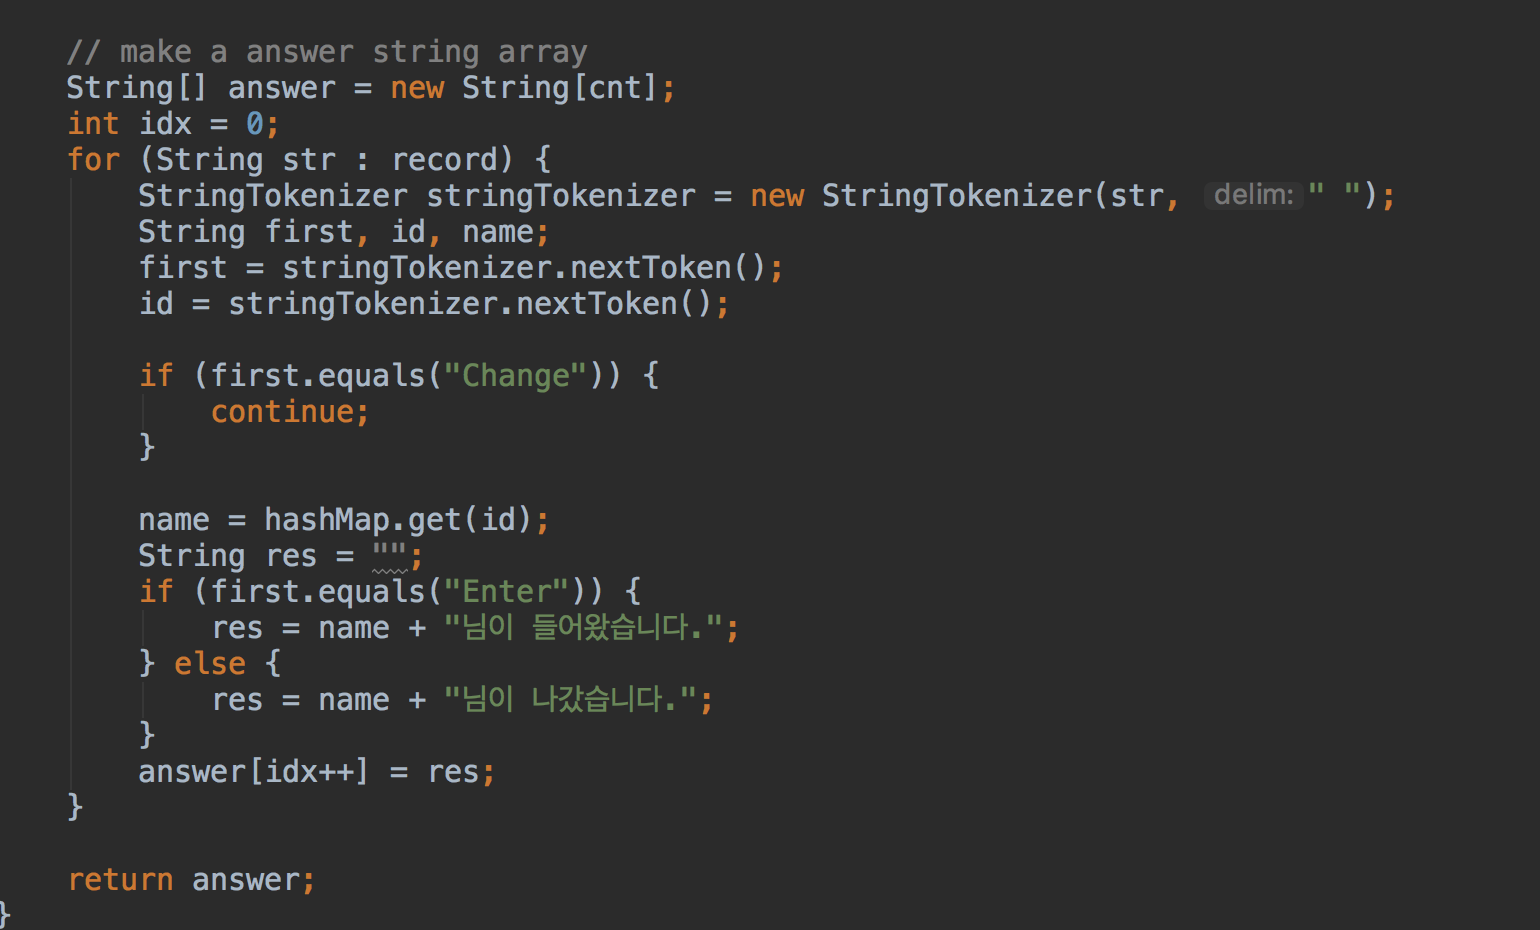 // make a answer string array
String[] answer = new String[cnt];
int idx = 0;
for (String str : record) {
    StringTokenizer stringTokenizer = new StringTokenizer(str, delim: " ");
    String first, id, name;
    first = stringTokenizer.nextToken();
    id = stringTokenizer.nextToken();

    if (first.equals("Change")) {
        continue;
    }

    name = hashMap.get(id);
    String res = "";
    if (first.equals("Enter")) {
        res = name + "님이 들어왔습니다.";
    } else {
        res = name + "님이 나갔습니다.";
    }
    answer[idx++] = res;
}

return answer;
}